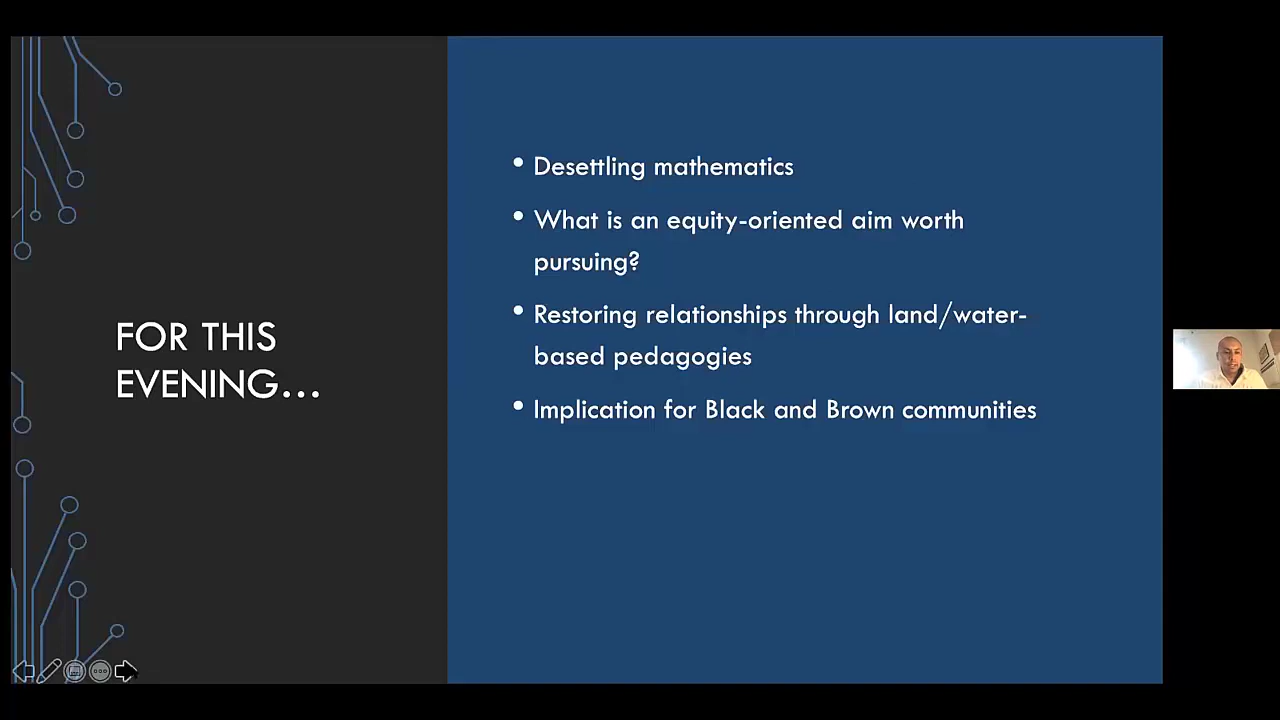 FOR THIS
EVENING...
• Desettling mathematics
• What is an equity-oriented aim worth
pursuing?
• Restoring relationships through land/water-
based pedagogies
• Implication for Black and Brown communities